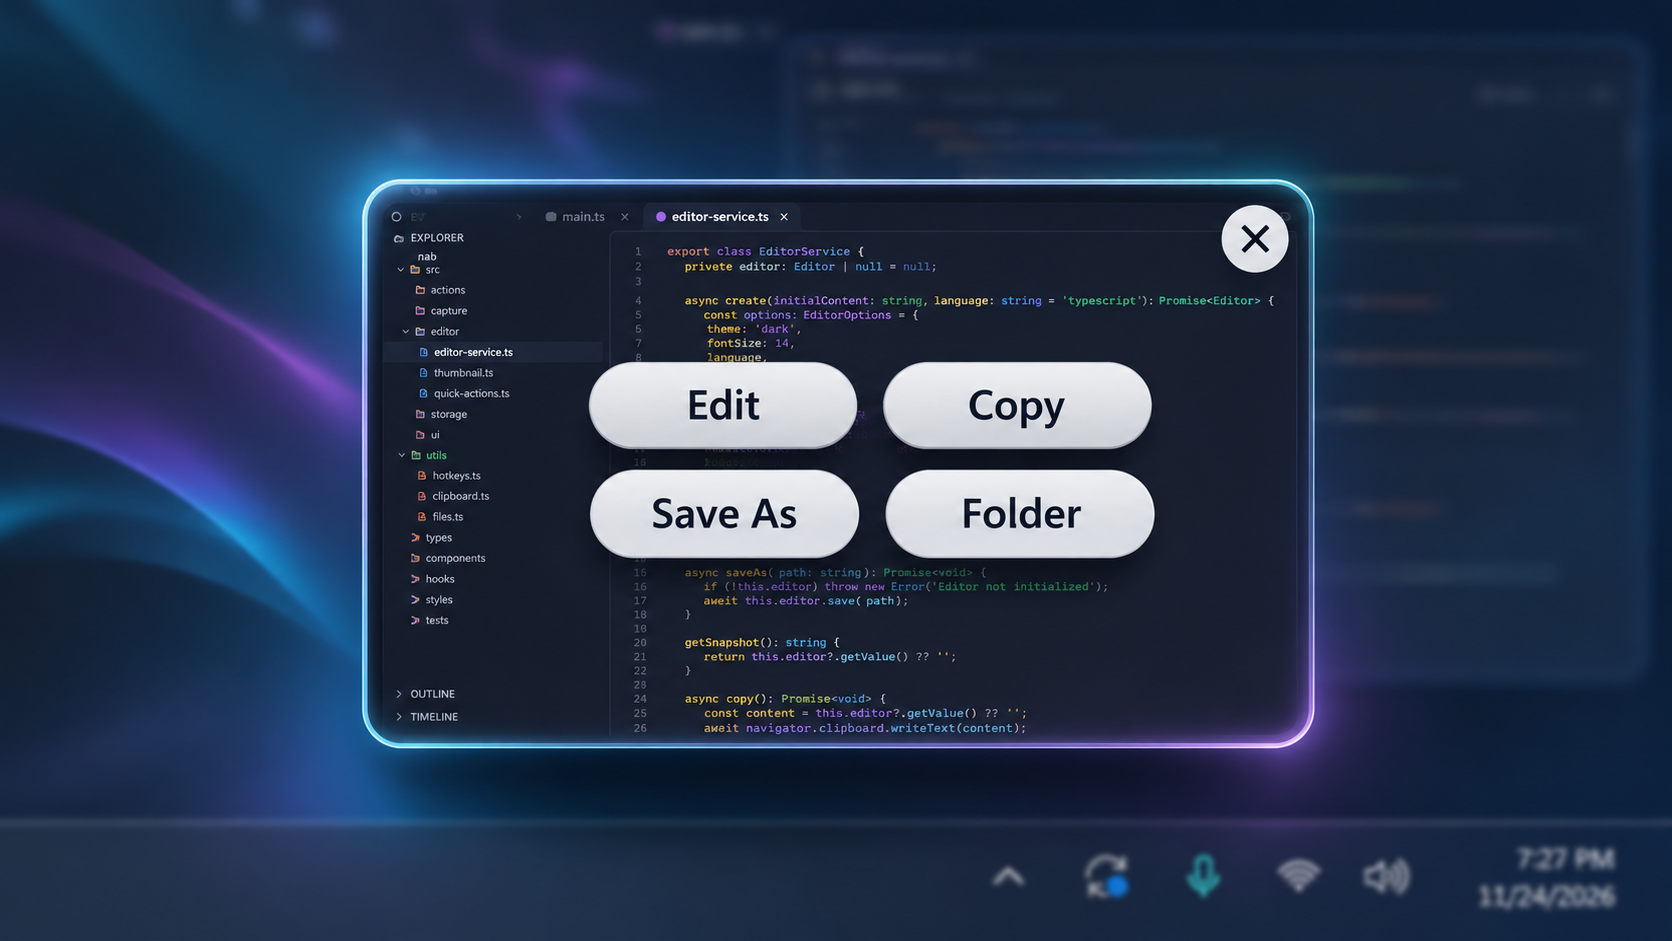 main.ts
editor-service.ts
EXPLORER
nab
src
actions
capture
editor
editor-service.ts
thumbnail.ts
quick-actions.ts
storage
ui
utils
hotkeys.ts
clipboard.ts
files.ts
types
components
hooks
styles
tests
OUTLINE
TIMELINE
1 export class EditorService {
2 private editor: Editor | null = null;
3
4 async create(initialContent: string, language: string = 'typescript'): Promise<Editor> {
5 const options: EditorOptions = {
5 theme: 'dark',
7 fontSize: 14,
8 language,
Edit
Copy
16
Save As
Folder
15 async saveAs( path: string): Promise<void> {
16 if (!this.editor) throw new Error('Editor not initialized');
17 await this.editor.save( path);
18 }
18
20 getSnapshot(): string {
21 return this.editor?.getValue() ?? '';
22 }
28
24 async copy(): Promise<void> {
25 const content = this.editor?.getValue() ?? '';
26 await navigator.clipboard.writeText(content);
7:27 PM
11/24/2026